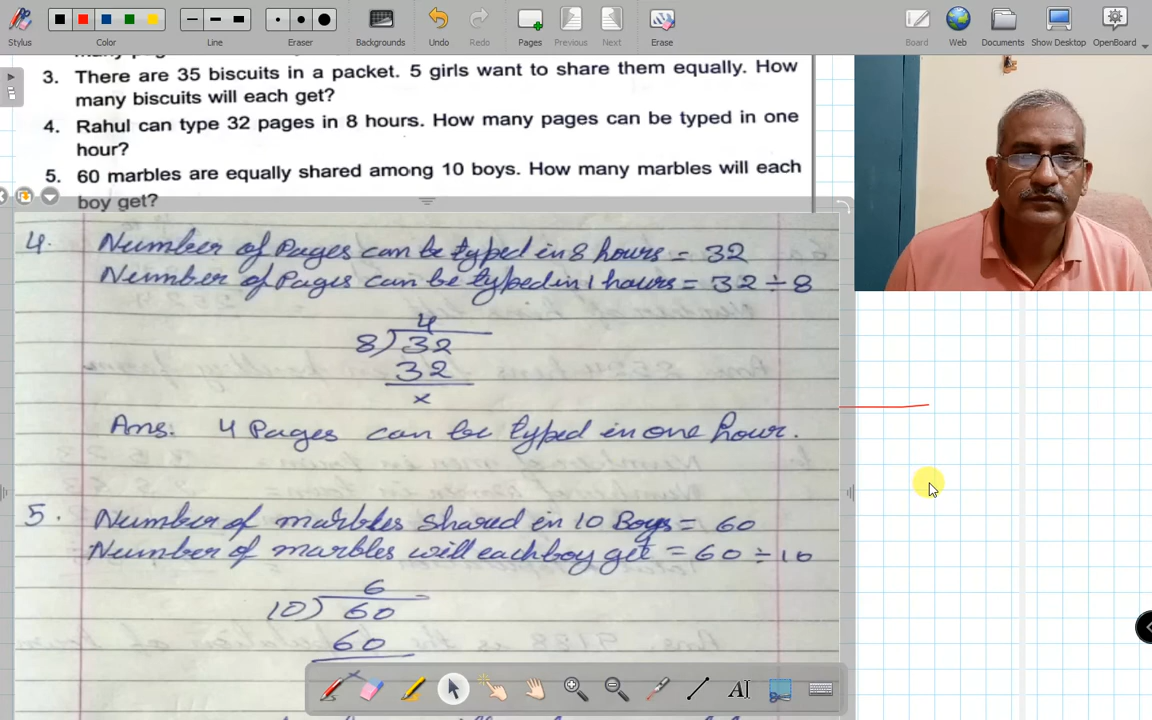 Stylus
Color
Line
Eraser
Backgrounds
Undo
Redo
Pages
Previous
Next
Erase
Board
Web
Documents
Show Desktop
OpenBoard
3. There are 35 biscuits in a packet. 5 girls want to share them equally. How
many biscuits will each get?
4. Rahul can type 32 pages in 8 hours. How many pages can be typed in one
hour?
5. 60 marbles are equally shared among 10 boys. How many marbles will each
boy get?
4. Number of Pages can be typed in 8 hours = 32
Number of Pages can be typed in 1 hours = 32 ÷ 8
4
8) 32
32
x
Ans. 4 Pages can be typed in one hour.
5. Number of marbles shared in 10 Boys = 60
Number of marbles will each boy get = 60 ÷ 10
6
10) 60
60
x